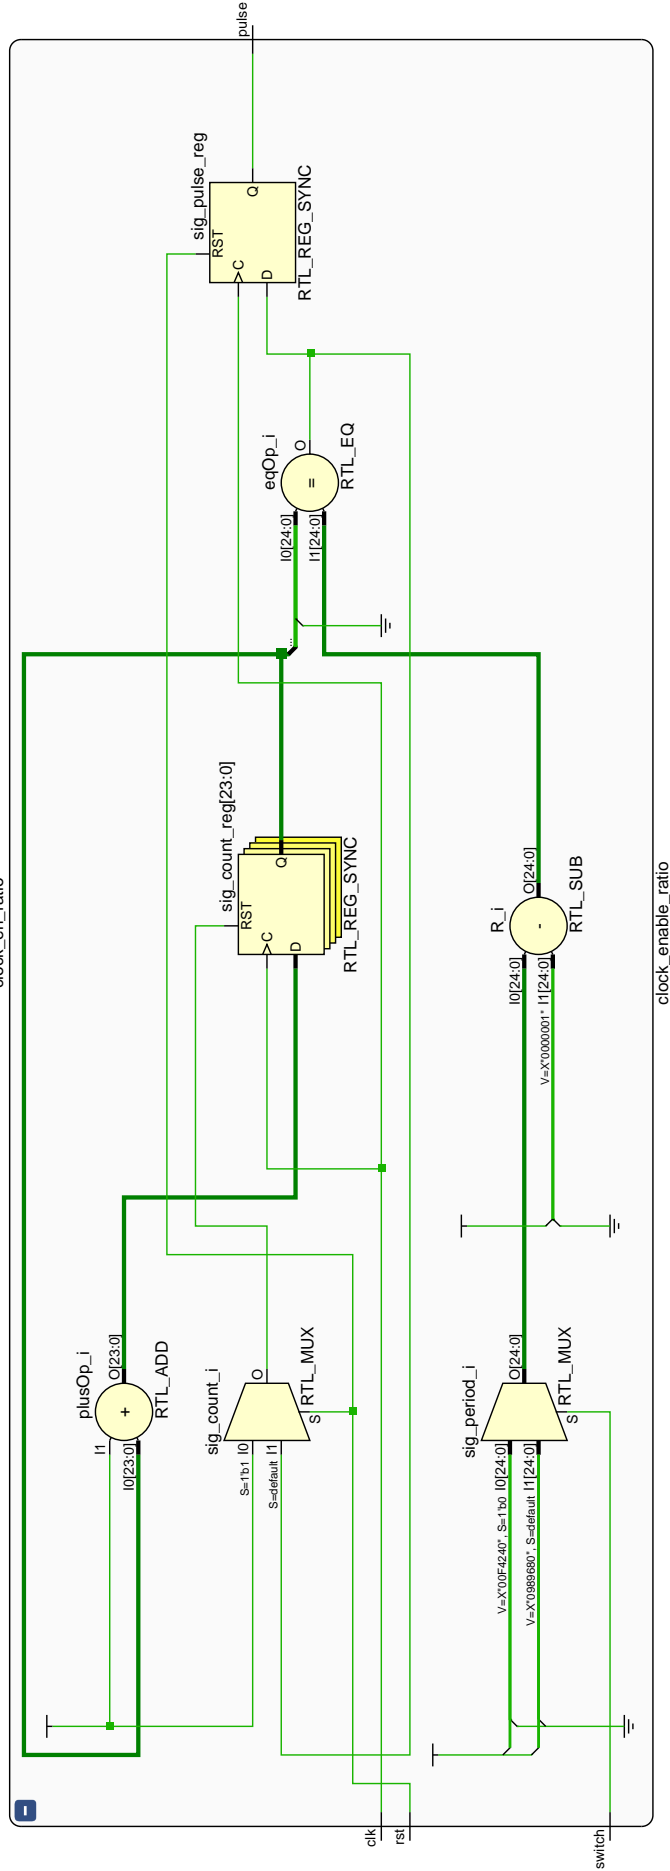 pulse
sig_pulse_reg
RST
C
D
Q
RTL_REG_SYNC
eqOp_i
I0[24:0]
I1[24:0]
=
O
RTL_EQ
...
sig_count_reg[23:0]
RST
C
D
Q
RTL_REG_SYNC
R_i
I0[24:0]
V=X"0000001" I1[24:0]
-
O[24:0]
RTL_SUB
clock_enable_ratio
plusOp_i
I1
I0[23:0]
+
O[23:0]
RTL_ADD
sig_count_i
S=1'b1 I0
S=default I1
O
S
RTL_MUX
sig_period_i
V=X"00F4240", S=1'b0 I0[24:0]
V=X"0989680", S=default I1[24:0]
O[24:0]
S
RTL_MUX
clk
rst
switch